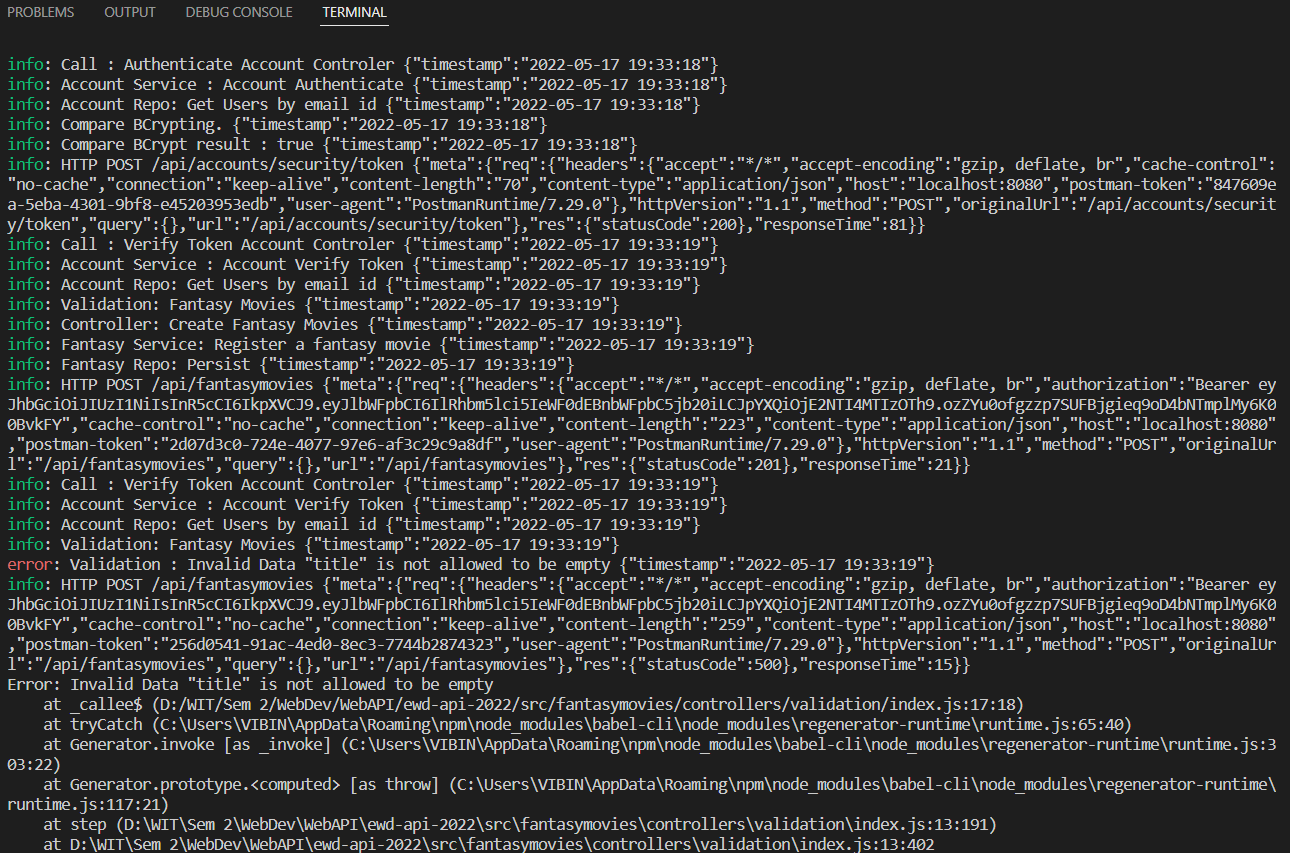 PROBLEMS OUTPUT DEBUG CONSOLE TERMINAL
info: Call : Authenticate Account Controler {"timestamp":"2022-05-17 19:33:18"}
info: Account Service : Account Authenticate {"timestamp":"2022-05-17 19:33:18"}
info: Account Repo: Get Users by email id {"timestamp":"2022-05-17 19:33:18"}
info: Compare BCrypting. {"timestamp":"2022-05-17 19:33:18"}
info: Compare BCrypt result : true {"timestamp":"2022-05-17 19:33:18"}
info: HTTP POST /api/accounts/security/token {"meta":{"req":{"headers":{"accept":"*/*","accept-encoding":"gzip, deflate, br","cache-control":
"no-cache","connection":"keep-alive","content-length":"70","content-type":"application/json","host":"localhost:8080","postman-token":"847609e
a-5eba-4301-9bf8-e45203953edb","user-agent":"PostmanRuntime/7.29.0"},"httpVersion":"1.1","method":"POST","originalUrl":"/api/accounts/securit
y/token","query":{},"url":"/api/accounts/security/token"},"res":{"statusCode":200},"responseTime":81}}
info: Call : Verify Token Account Controler {"timestamp":"2022-05-17 19:33:19"}
info: Account Service : Account Verify Token {"timestamp":"2022-05-17 19:33:19"}
info: Account Repo: Get Users by email id {"timestamp":"2022-05-17 19:33:19"}
info: Validation: Fantasy Movies {"timestamp":"2022-05-17 19:33:19"}
info: Controller: Create Fantasy Movies {"timestamp":"2022-05-17 19:33:19"}
info: Fantasy Service: Register a fantasy movie {"timestamp":"2022-05-17 19:33:19"}
info: Fantasy Repo: Persist {"timestamp":"2022-05-17 19:33:19"}
info: HTTP POST /api/fantasymovies {"meta":{"req":{"headers":{"accept":"*/*","accept-encoding":"gzip, deflate, br","authorization":"Bearer ey
JhbGciOiJIUzI1NiIsInR5cCI6IkpXVCJ9.eyJlbWFpbCI6IlRhbm5lci5IeWF0dEBnbWFpbC5jb20iLCJpYXQiOjE2NTI4MTIzOTh9.ozZYu0ofgzzp7SUFBjgieq9oD4bNTmplMy6K0
0BvkFY","cache-control":"no-cache","connection":"keep-alive","content-length":"223","content-type":"application/json","host":"localhost:8080"
,"postman-token":"2d07d3c0-724e-4077-97e6-af3c29c9a8df","user-agent":"PostmanRuntime/7.29.0"},"httpVersion":"1.1","method":"POST","originalUr
l":"/api/fantasymovies","query":{},"url":"/api/fantasymovies"},"res":{"statusCode":201},"responseTime":21}}
info: Call : Verify Token Account Controler {"timestamp":"2022-05-17 19:33:19"}
info: Account Service : Account Verify Token {"timestamp":"2022-05-17 19:33:19"}
info: Account Repo: Get Users by email id {"timestamp":"2022-05-17 19:33:19"}
info: Validation: Fantasy Movies {"timestamp":"2022-05-17 19:33:19"}
error: Validation : Invalid Data "title" is not allowed to be empty {"timestamp":"2022-05-17 19:33:19"}
info: HTTP POST /api/fantasymovies {"meta":{"req":{"headers":{"accept":"*/*","accept-encoding":"gzip, deflate, br","authorization":"Bearer ey
JhbGciOiJIUzI1NiIsInR5cCI6IkpXVCJ9.eyJlbWFpbCI6IlRhbm5lci5IeWF0dEBnbWFpbC5jb20iLCJpYXQiOjE2NTI4MTIzOTh9.ozZYu0ofgzzp7SUFBjgieq9oD4bNTmplMy6K0
0BvkFY","cache-control":"no-cache","connection":"keep-alive","content-length":"259","content-type":"application/json","host":"localhost:8080"
,"postman-token":"256d0541-91ac-4ed0-8ec3-7744b2874323","user-agent":"PostmanRuntime/7.29.0"},"httpVersion":"1.1","method":"POST","originalUr
l":"/api/fantasymovies","query":{},"url":"/api/fantasymovies"},"res":{"statusCode":500},"responseTime":15}}
Error: Invalid Data "title" is not allowed to be empty
    at _callee$ (D:/WIT/Sem 2/WebDev/WebAPI/ewd-api-2022/src/fantasymovies/controllers/validation/index.js:17:18)
    at tryCatch (C:\Users\VIBIN\AppData\Roaming\npm\node_modules\babel-cli\node_modules\regenerator-runtime\runtime.js:65:40)
    at Generator.invoke [as _invoke] (C:\Users\VIBIN\AppData\Roaming\npm\node_modules\babel-cli\node_modules\regenerator-runtime\runtime.js:3
03:22)
    at Generator.prototype.<computed> [as throw] (C:\Users\VIBIN\AppData\Roaming\npm\node_modules\babel-cli\node_modules\regenerator-runtime\
runtime.js:117:21)
    at step (D:\WIT\Sem 2\WebDev\WebAPI\ewd-api-2022\src\fantasymovies\controllers\validation\index.js:13:191)
    at D:\WIT\Sem 2\WebDev\WebAPI\ewd-api-2022\src\fantasymovies\controllers\validation\index.js:13:402